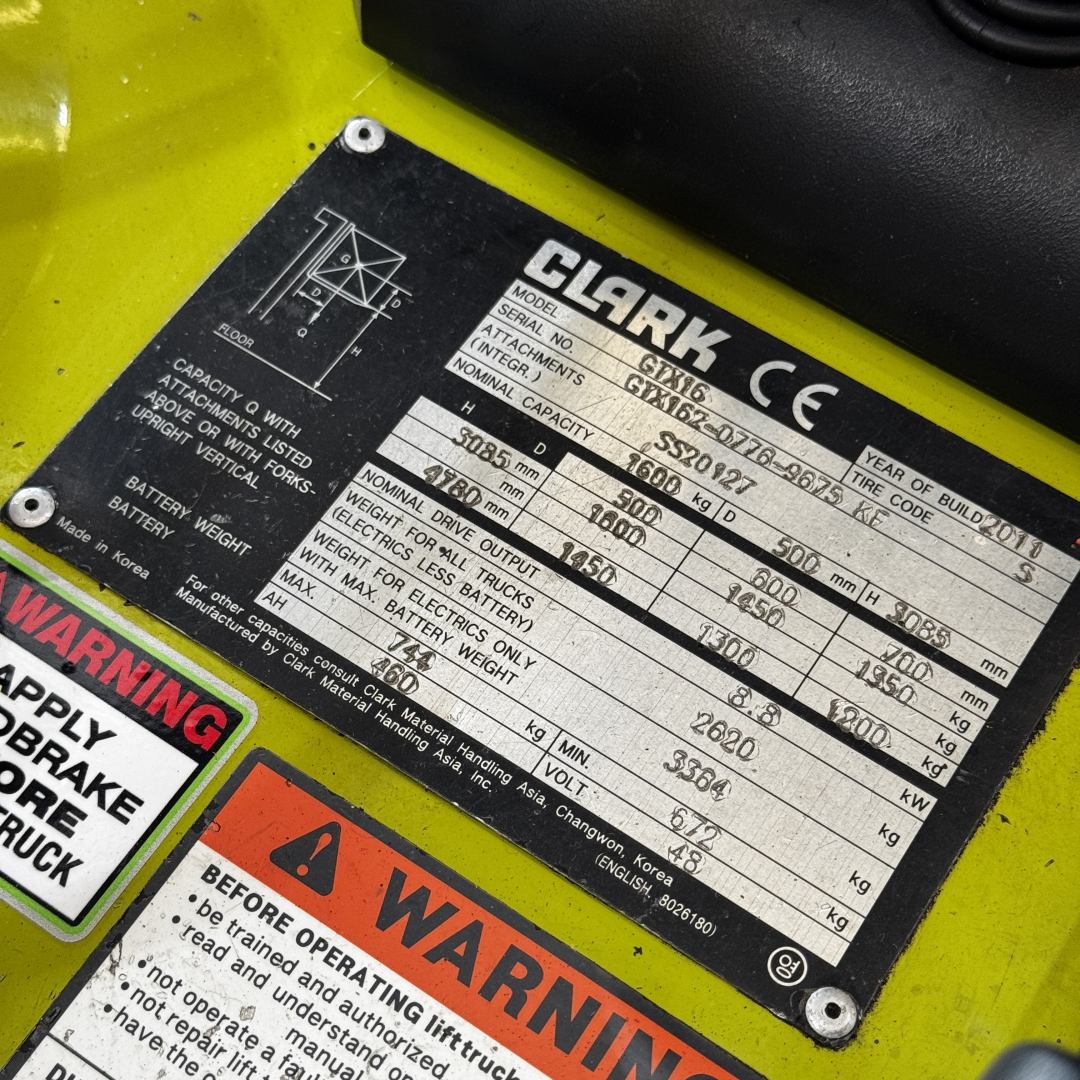 CLARK CE
MODEL GTX16 YEAR OF BUILD 2011
SERIAL NO. GTX162-0776-9675 KF TIRE CODE S
ATTACHMENTS SS20127
(INTEGR.)
NOMINAL CAPACITY 1600 kg D 500 mm H 3085 mm
H D 500 600 700 mm
3085 mm 1600 1450 1350 kg
mm kg
4780 mm 1450 1300 1200 kg
NOMINAL DRIVE OUTPUT 8.8 kW
WEIGHT FOR ALL TRUCKS 2620 kg
(ELECTRICS LESS BATTERY)
WEIGHT FOR ELECTRICS ONLY 3364 kg
WITH MAX. BATTERY WEIGHT
MAX. 744 kg MIN. 672 kg
AH 460 VOLT 48
G
D
D
Q
H
FLOOR
CAPACITY Q WITH
ATTACHMENTS LISTED
ABOVE OR WITH FORKS-
UPRIGHT VERTICAL
BATTERY WEIGHT
BATTERY
Made in Korea
For other capacities consult Clark Material Handling Asia, Changwon, Korea
Manufactured by Clark Material Handling Asia, Inc.
(ENGLISH, 8026180)
WARNING
APPLY
DBRAKE
ORE
TRUCK
WARNING
BEFORE OPERATING lift truck
•be trained and authorized
•read and understand
manual
•not operate a
•not repair lift
•have the